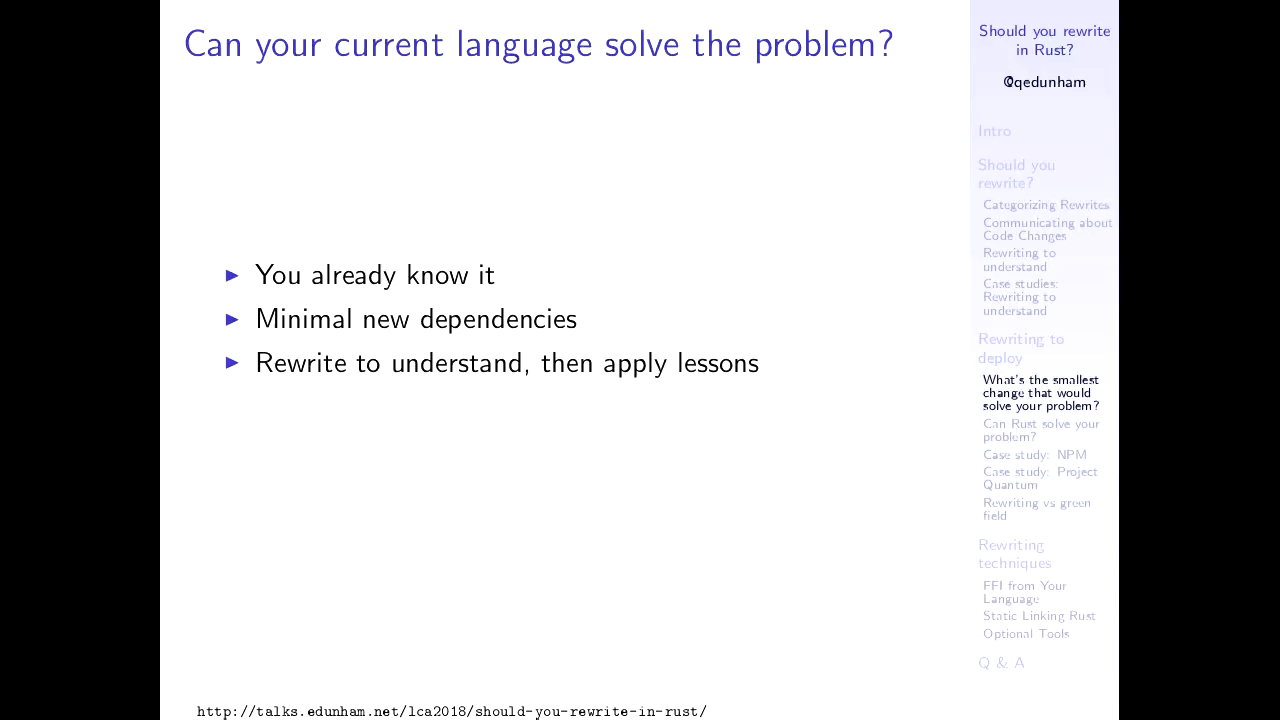 Can your current language solve the problem?
You already know it
Minimal new dependencies
Rewrite to understand, then apply lessons
http://talks.edunham.net/lca2018/should-you-rewrite-in-rust/
Should you rewrite
in Rust?
@qedunham
Intro
Should you
rewrite?
Categorizing Rewrites
Communicating about
Code Changes
Rewriting to
understand
Case studies:
Rewriting to
understand
Rewriting to
deploy
What's the smallest
change that would
solve your problem?
Can Rust solve your
problem?
Case study: NPM
Case study: Project
Quantum
Rewriting vs green
field
Rewriting
techniques
FFI from Your
Language
Static Linking Rust
Optional Tools
Q & A